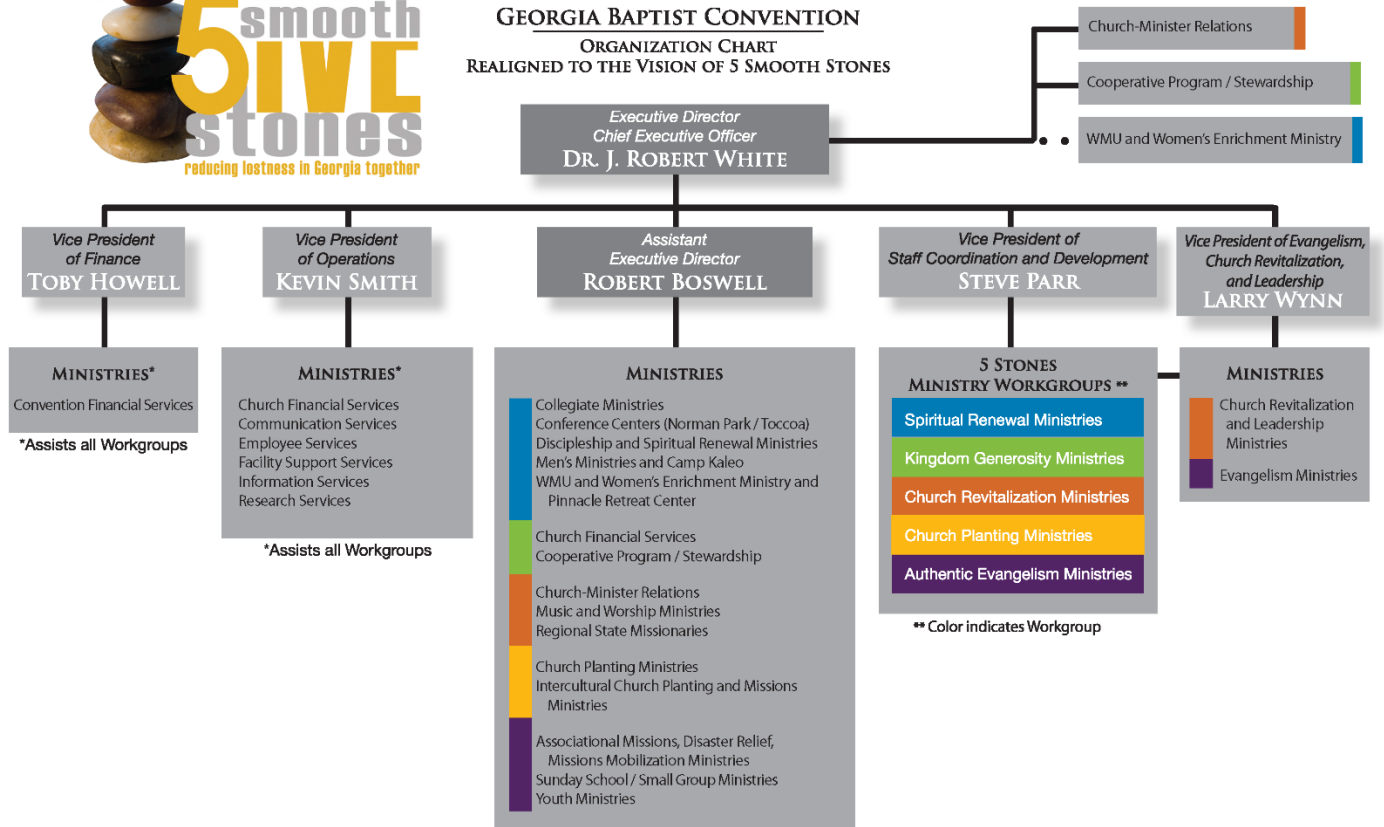 5 smooth
5IVE
stones
reducing lostness in Georgia together
GEORGIA BAPTIST CONVENTION
ORGANIZATION CHART
REALIGNED TO THE VISION OF 5 SMOOTH STONES
Church-Minister Relations
Cooperative Program / Stewardship
WMU and Women's Enrichment Ministry
Executive Director
Chief Executive Officer
DR. J. ROBERT WHITE
Vice President
of Finance
TOBY HOWELL
Vice President
of Operations
KEVIN SMITH
Assistant
Executive Director
ROBERT BOSWELL
Vice President of
Staff Coordination and Development
STEVE PARR
Vice President of Evangelism,
Church Revitalization,
and Leadership
LARRY WYNN
MINISTRIES*
Convention Financial Services
*Assists all Workgroups
MINISTRIES*
Church Financial Services
Communication Services
Employee Services
Facility Support Services
Information Services
Research Services
*Assists all Workgroups
MINISTRIES
Collegiate Ministries
Conference Centers (Norman Park / Toccoa)
Discipleship and Spiritual Renewal Ministries
Men's Ministries and Camp Kaleo
WMU and Women's Enrichment Ministry and
Pinnacle Retreat Center
Church Financial Services
Cooperative Program / Stewardship
Church-Minister Relations
Music and Worship Ministries
Regional State Missionaries
Church Planting Ministries
Intercultural Church Planting and Missions
Ministries
Associational Missions, Disaster Relief,
Missions Mobilization Ministries
Sunday School / Small Group Ministries
Youth Ministries
5 STONES
MINISTRY WORKGROUPS **
Spiritual Renewal Ministries
Kingdom Generosity Ministries
Church Revitalization Ministries
Church Planting Ministries
Authentic Evangelism Ministries
** Color indicates Workgroup
MINISTRIES
Church Revitalization
and Leadership
Ministries
Evangelism Ministries